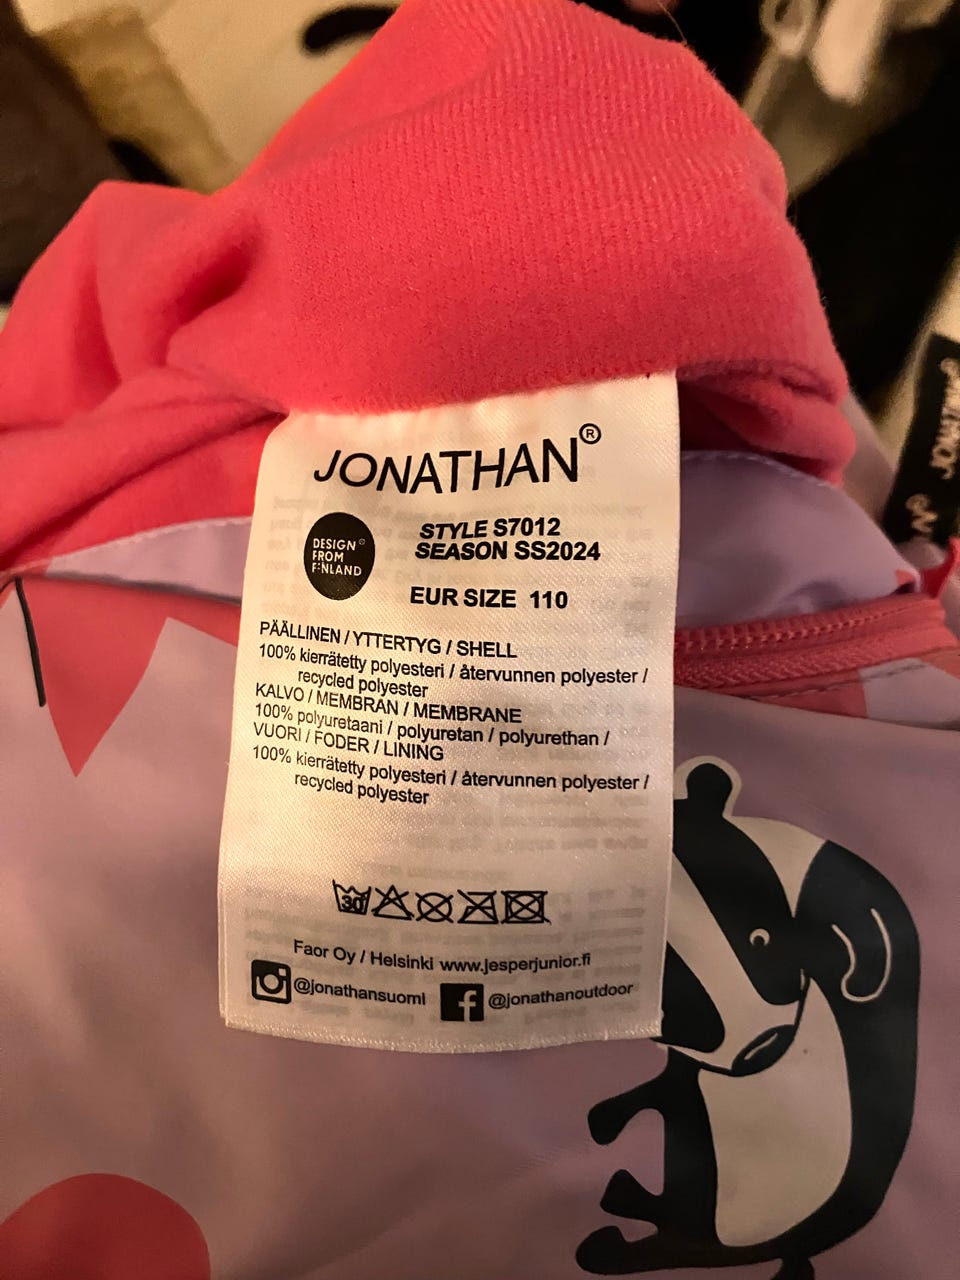 JONATHAN®
DESIGN®
FROM
FINLAND
STYLE S7012
SEASON SS2024
EUR SIZE 110
PÄÄLLINEN / YTTERTYG / SHELL
100% kierrätetty polyesteri / återvunnen polyester /
recycled polyester
KALVO / MEMBRAN / MEMBRANE
100% polyuretaani / polyuretan / polyurethan /
VUORI / FODER / LINING
100% kierrätetty polyesteri / återvunnen polyester /
recycled polyester
30
Faor Oy / Helsinki www.jesperjunior.fi
@jonathansuomi
@jonathanoutdoor